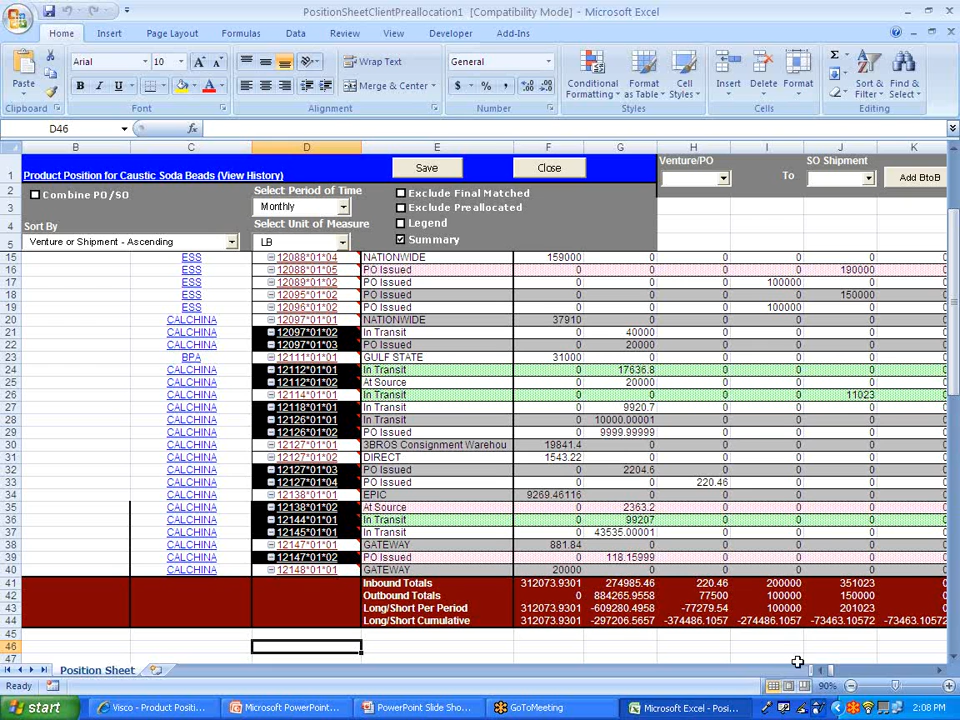 PositionSheetClientPreallocation1 [Compatibility Mode] - Microsoft Excel
Home Insert Page Layout Formulas Data Review View Developer Add-Ins
Paste Arial 10 A A Wrap Text General Conditional Formatting Format as Table Cell Styles Insert Delete Format Sort & Filter Find & Select
B I U A Merge & Center $ % ,
Clipboard Font Alignment Number Styles Cells Editing
D46 fx
B C D E F G H I J K
1 Product Position for Caustic Soda Beads (View History) Save Close Venture/PO To SO Shipment Add BtoB
2 Combine PO/SO Select Period of Time Exclude Final Matched
3 Monthly Exclude Preallocated
4 Sort By Select Unit of Measure Legend
5 Venture or Shipment - Ascending LB Summary
15 ESS 12088*01*04 NATIONWIDE 159000 0 0 0 0
16 ESS 12088*01*05 PO Issued 0 0 0 0 190000
17 ESS 12089*01*02 PO Issued 0 0 0 100000 0
18 ESS 12095*01*02 PO Issued 0 0 0 0 150000
19 ESS 12096*01*02 PO Issued 0 0 0 100000 0
20 CALCHINA 12097*01*01 NATIONWIDE 37910 0 0 0 0
21 CALCHINA 12097*01*02 In Transit 0 40000 0 0 0
22 CALCHINA 12097*01*03 PO Issued 0 20000 0 0 0
23 BPA 12111*01*01 GULF STATE 31000 0 0 0 0
24 CALCHINA 12112*01*01 In Transit 0 17636.8 0 0 0
25 CALCHINA 12112*01*02 At Source 0 20000 0 0 0
26 CALCHINA 12114*01*01 In Transit 0 0 0 0 11023
27 CALCHINA 12118*01*01 In Transit 0 9920.7 0 0 0
28 CALCHINA 12126*01*01 In Transit 0 10000.00001 0 0 0
29 CALCHINA 12126*01*02 PO Issued 0 9999.99999 0 0 0
30 CALCHINA 12127*01*01 3BROS Consignment Warehou 19841.4 0 0 0 0
31 CALCHINA 12127*01*02 DIRECT 1543.22 0 0 0 0
32 CALCHINA 12127*01*03 PO Issued 0 2204.6 0 0 0
33 CALCHINA 12127*01*04 PO Issued 0 0 220.46 0 0
34 CALCHINA 12138*01*01 EPIC 9269.46116 0 0 0 0
35 CALCHINA 12138*01*02 At Source 0 2363.2 0 0 0
36 CALCHINA 12144*01*01 In Transit 0 99207 0 0 0
37 CALCHINA 12145*01*01 In Transit 0 43535.00001 0 0 0
38 CALCHINA 12147*01*01 GATEWAY 881.84 0 0 0 0
39 CALCHINA 12147*01*02 PO Issued 0 118.15999 0 0 0
40 CALCHINA 12148*01*01 GATEWAY 20000 0 0 0 0
41 Inbound Totals 312073.9301 274985.46 220.46 200000 351023
42 Outbound Totals 0 884265.9558 77500 100000 150000
43 Long/Short Per Period 312073.9301 -609280.4958 -77279.54 100000 201023
44 Long/Short Cumulative 312073.9301 -297206.5657 -374486.1057 -274486.1057 -73463.10572 -73463.1057
45
46
47
Position Sheet
Ready 90%
start Visco - Product Positi... Microsoft PowerPoint... PowerPoint Slide Sho... GoToMeeting Microsoft Excel - Posi... 2:08 PM